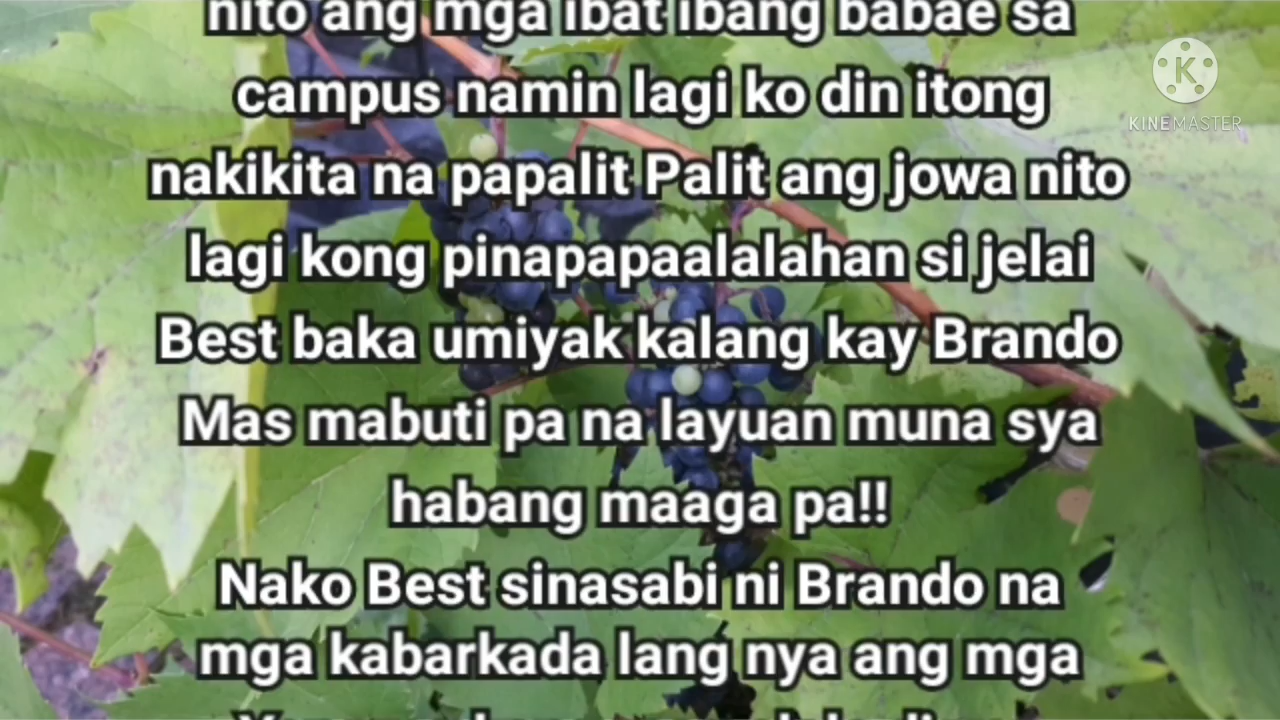 nito ang mga ibat ibang babae sa
campus namin lagi ko din itong
nakikita na papalit Palit ang jowa nito
lagi kong pinapapaalalahan si jelai
Best baka umiyak kalang kay Brando
Mas mabuti pa na layuan muna sya
habang maaga pa!!
Nako Best sinasabi ni Brando na
mga kabarkada lang nya ang mga
K
KINEMASTER